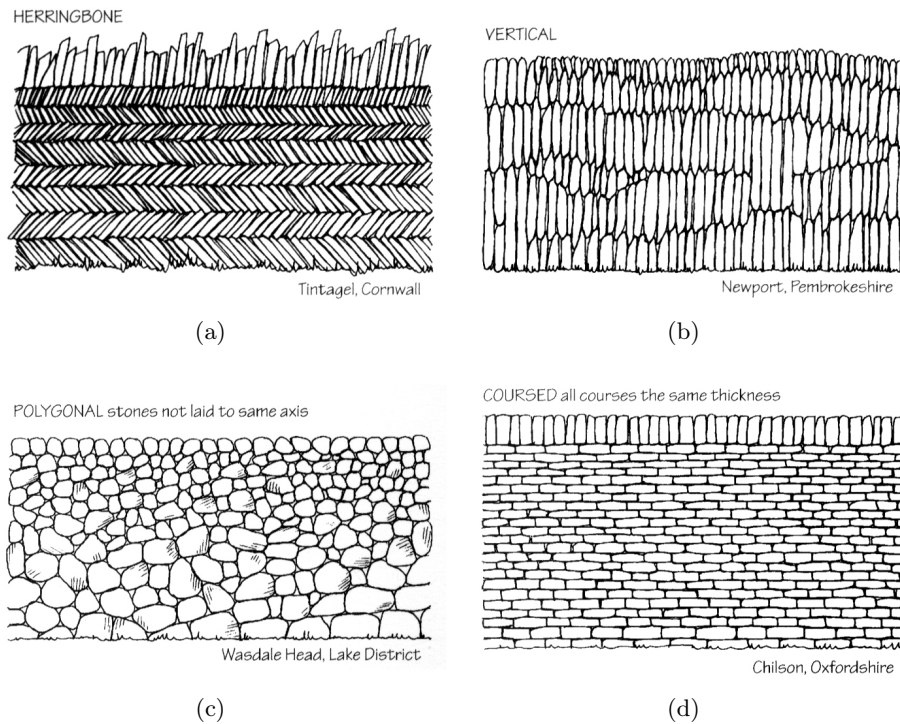 HERRINGBONE
Tintagel, Cornwall
(a)
VERTICAL
Newport, Pembrokeshire
(b)
POLYGONAL stones not laid to same axis
Wasdale Head, Lake District
(c)
COURSED all courses the same thickness
Chilson, Oxfordshire
(d)